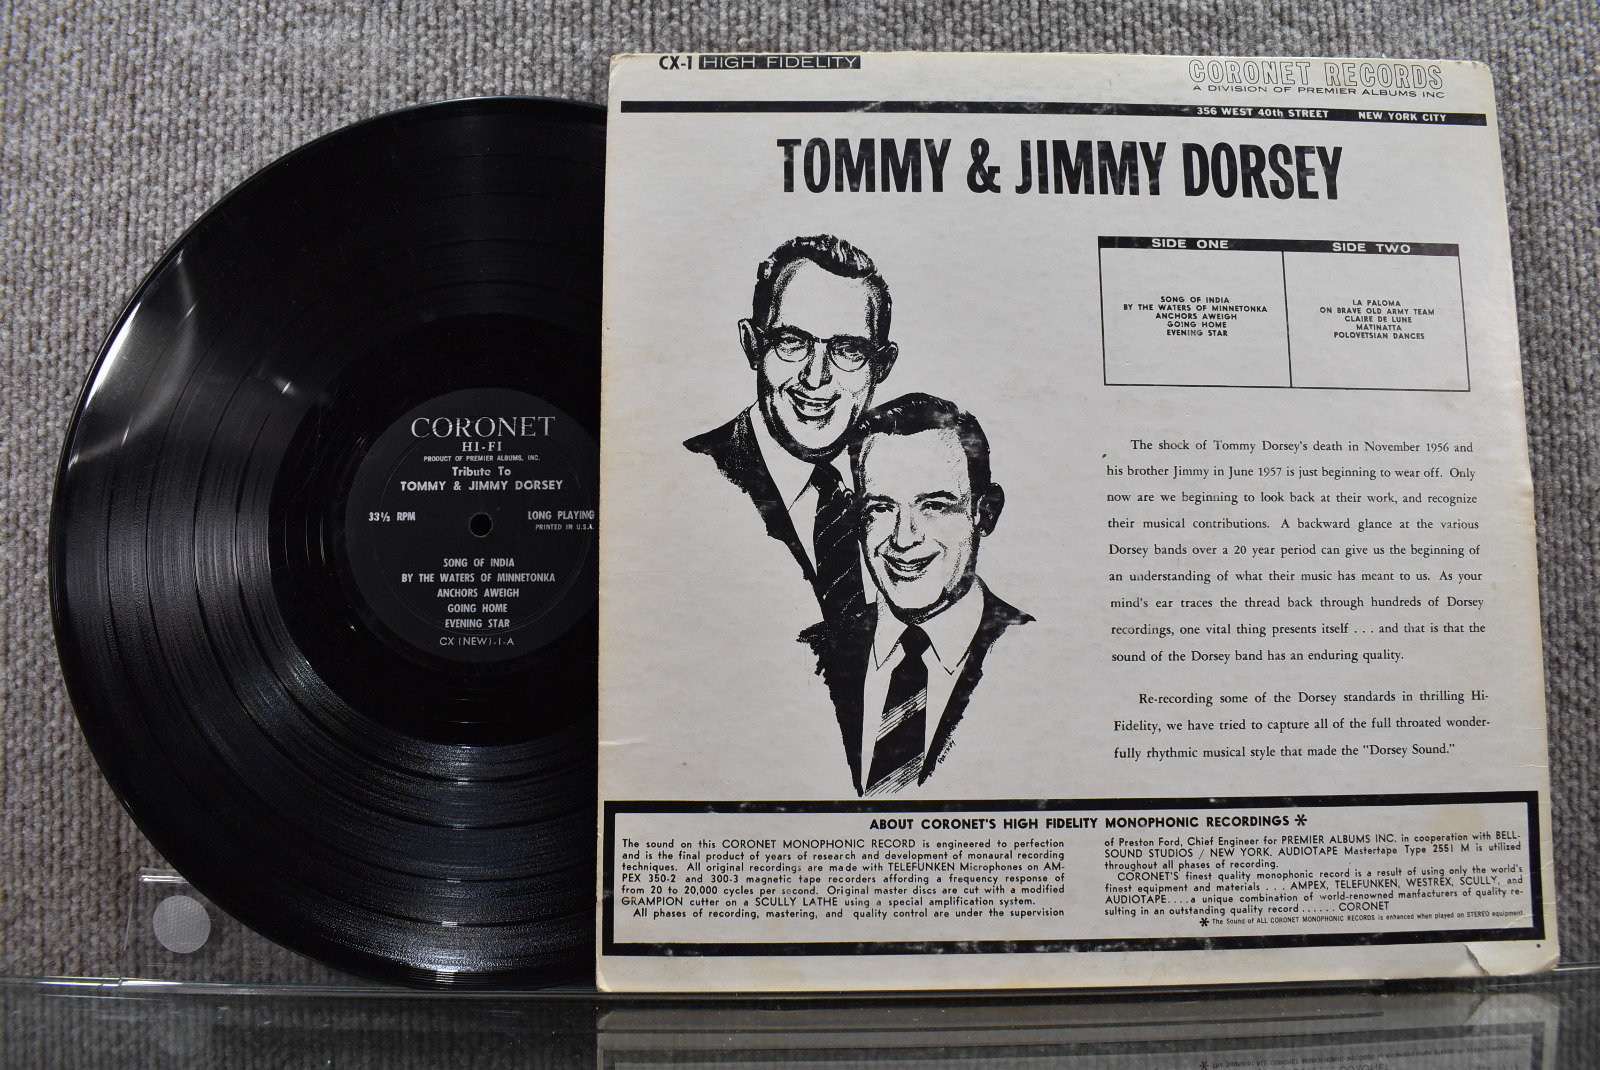 CORONET
HI-FI
PRODUCT OF PREMIER ALBUMS, INC.
Tribute To
TOMMY & JIMMY DORSEY
33⅓ RPM
LONG PLAYING
PRINTED IN U.S.A.
SONG OF INDIA
BY THE WATERS OF MINNETONKA
ANCHORS AWEIGH
GOING HOME
EVENING STAR
CX (NEW)-1-A
CX-1 HIGH FIDELITY
CORONET RECORDS
A DIVISION OF PREMIER ALBUMS INC
356 WEST 40th STREET NEW YORK CITY
TOMMY & JIMMY DORSEY
SIDE ONE
SONG OF INDIA
BY THE WATERS OF MINNETONKA
ANCHORS AWEIGH
GOING HOME
EVENING STAR
SIDE TWO
LA PALOMA
ON BRAVE OLD ARMY TEAM
CLAIRE DE LUNE
MATINATTA
POLOVETSIAN DANCES
The shock of Tommy Dorsey's death in November 1956 and
his brother Jimmy in June 1957 is just beginning to wear off. Only
now are we beginning to look back at their work, and recognize
their musical contributions. A backward glance at the various
Dorsey bands over a 20 year period can give us the beginning of
an understanding of what their music has meant to us. As your
mind's ear traces the thread back through hundreds of Dorsey
recordings, one vital thing presents itself . . . and that is that the
sound of the Dorsey band has an enduring quality.
Re-recording some of the Dorsey standards in thrilling Hi-
Fidelity, we have tried to capture all of the full throated wonder-
fully rhythmic musical style that made the "Dorsey Sound."
ABOUT CORONET'S HIGH FIDELITY MONOPHONIC RECORDINGS *
The sound on this CORONET MONOPHONIC RECORD is engineered to perfection
and is the final product of years of research and development of monaural recording
techniques. All original recordings are made with TELEFUNKEN Microphones on AM-
PEX 350-2 and 300-3 magnetic tape recorders affording a frequency response of
from 20 to 20,000 cycles per second. Original master discs are cut with a modified
GRAMPION cutter on a SCULLY LATHE using a special amplification system.
All phases of recording, mastering, and quality control are under the supervision
of Preston Ford, Chief Engineer for PREMIER ALBUMS INC. in cooperation with BELL-
SOUND STUDIOS / NEW YORK. AUDIOTAPE Mastertape Type 2551 M is utilized
throughout all phases of recording.
CORONET'S finest quality monophonic record is a result of using only the world's
finest equipment and materials . . . AMPEX, TELEFUNKEN, WESTREX, SCULLY, and
AUDIOTAPE....a unique combination of world-renowned manfacturers of quality re-
sulting in an outstanding quality record ...... CORONET
* The Sound of ALL CORONET MONOPHONIC RECORDS is enhanced when played on STEREO equipment